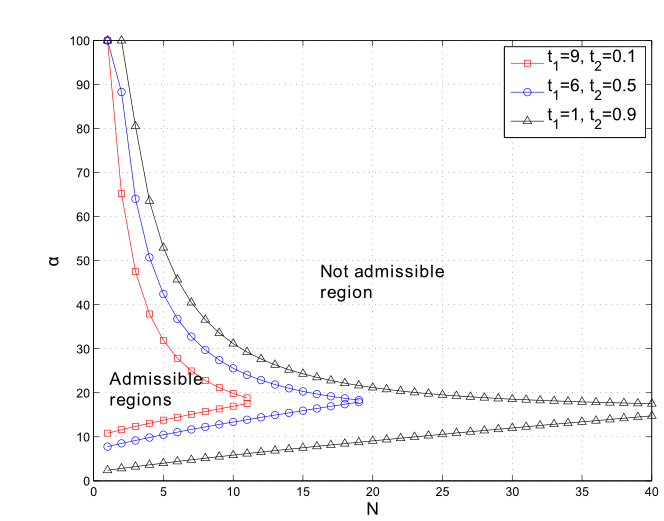 100
90
80
70
60
50
40
30
20
10
0
α
0 5 10 15 20 25 30 35 40
N
t1=9, t2=0.1
t1=6, t2=0.5
t1=1, t2=0.9
Not admissible
region
Admissible
regions